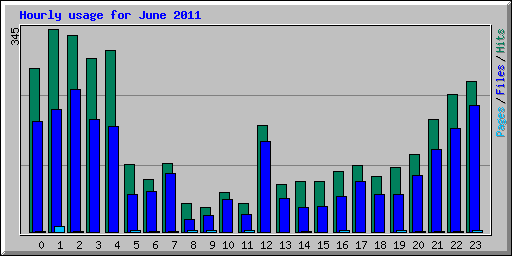 Hourly usage for June 2011
345
Pages/Files/Hits
0 1 2 3 4 5 6 7 8 9 10 11 12 13 14 15 16 17 18 19 20 21 22 23